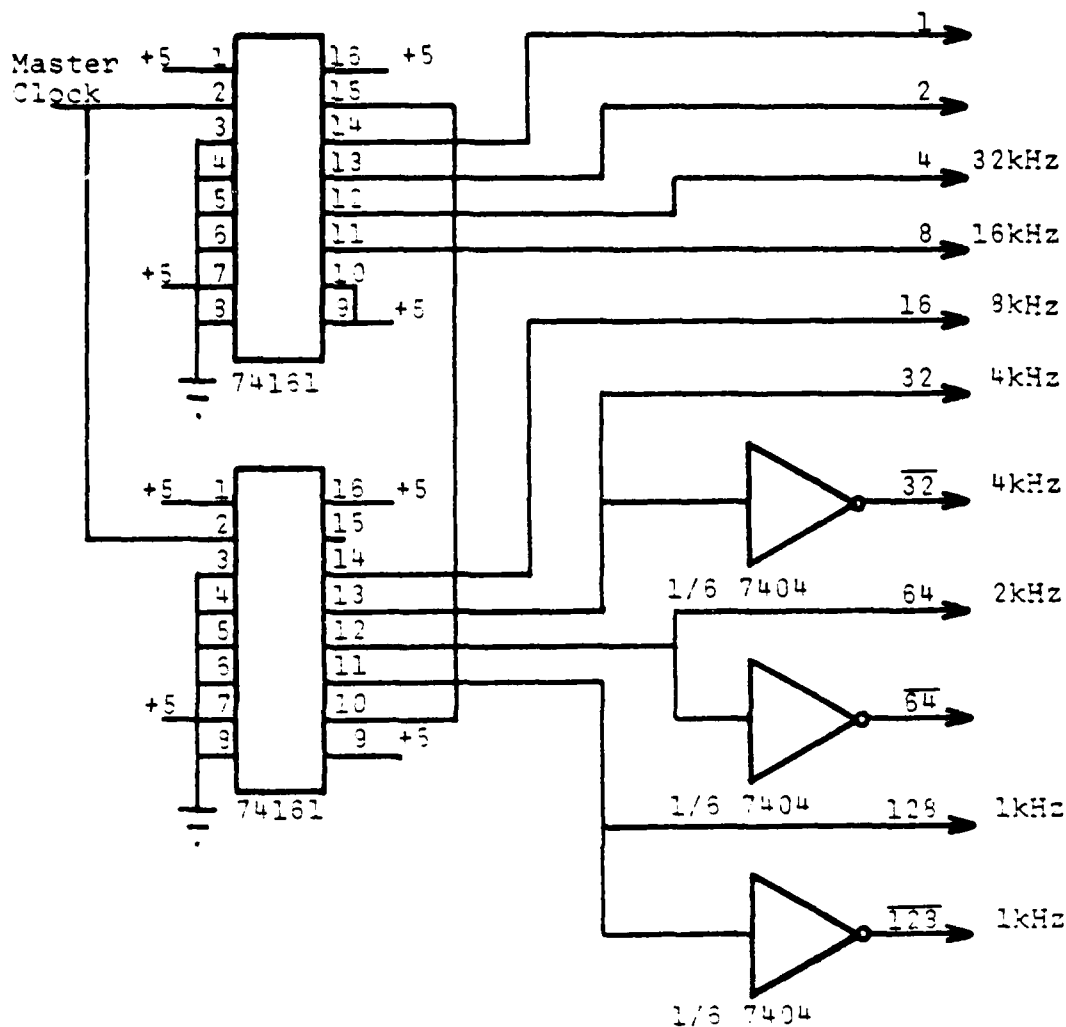 1
+5 1 16 +5
Master
Clock
2 15 2
3 14
4 13 4 32kHz
5 12
6 11 8 16kHz
+5 7 10
8 9 +5
16 8kHz
74161
32 4kHz
+5 1 16 +5
32 4kHz
2 15
3 14
4 13
1/6 7404
64 2kHz
5 12
6 11
+5 7 10
64
9 +5
74161
1/6 7404
128 1kHz
1kHz
1/6 7404